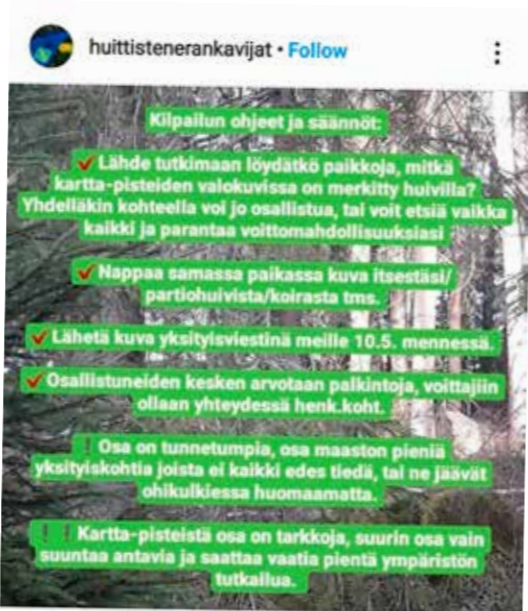 huittistenerankavijat • Follow
Kilpailun ohjeet ja säännöt:
✔Lähde tutkimaan löydätkö paikkoja, mitkä
kartta-pisteiden valokuvissa on merkitty huivilla?
Yhdelläkin kohteella voi jo osallistua, tai voit etsiä vaikka
kaikki ja parantaa voittomahdollisuuksiasi
✔Nappaa samassa paikassa kuva itsestäsi/
partiohuivista/koirasta tms.
✔Lähetä kuva yksityisviestinä meille 10.5. mennessä.
✔Osallistuneiden kesken arvotaan palkintoja, voittajiin
ollaan yhteydessä henk.koht.
❕Osa on tunnetumpia, osa maaston pieniä
yksityiskohtia joista ei kaikki edes tiedä, tai ne jäävät
ohikulkiessa huomaamatta.
❕❕Kartta-pisteistä osa on tarkkoja, suurin osa vain
suuntaa antavia ja saattaa vaatia pientä ympäristön
tutkailua.